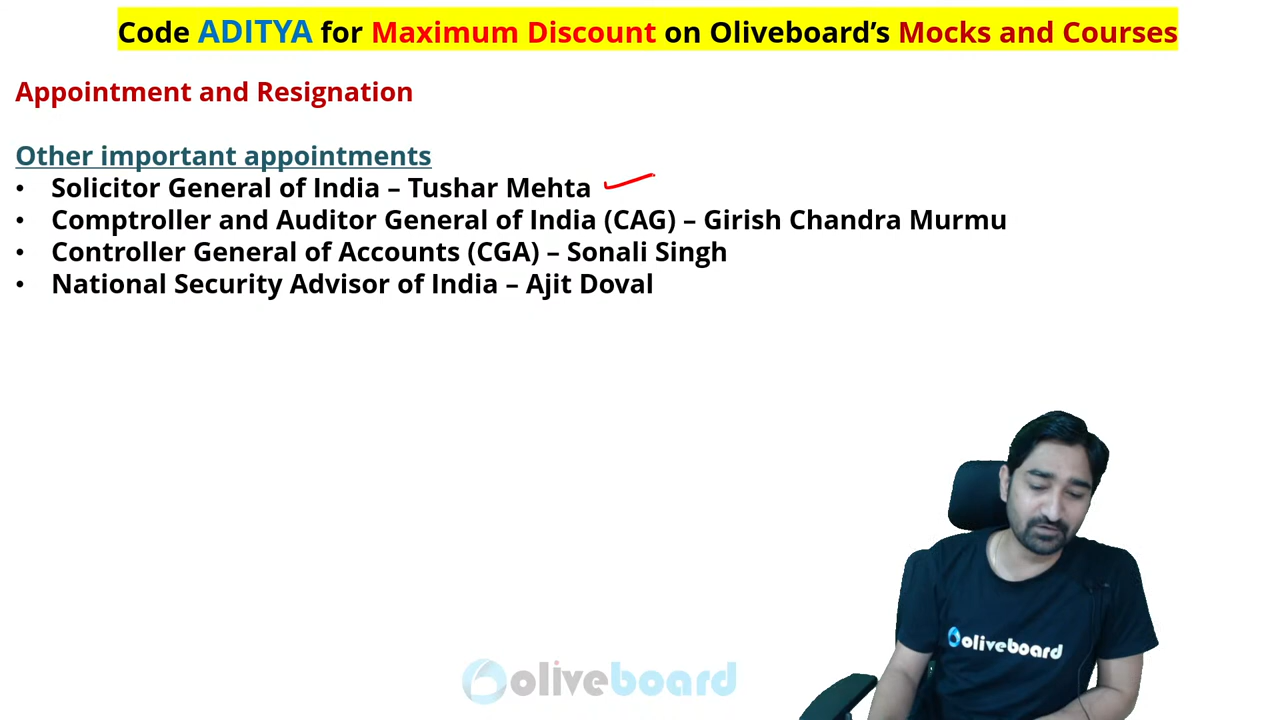 Code ADITYA for Maximum Discount on Oliveboard’s Mocks and Courses
Appointment and Resignation
Other important appointments
• Solicitor General of India – Tushar Mehta
• Comptroller and Auditor General of India (CAG) – Girish Chandra Murmu
• Controller General of Accounts (CGA) – Sonali Singh
• National Security Advisor of India – Ajit Doval
oliveboard
oliveboard